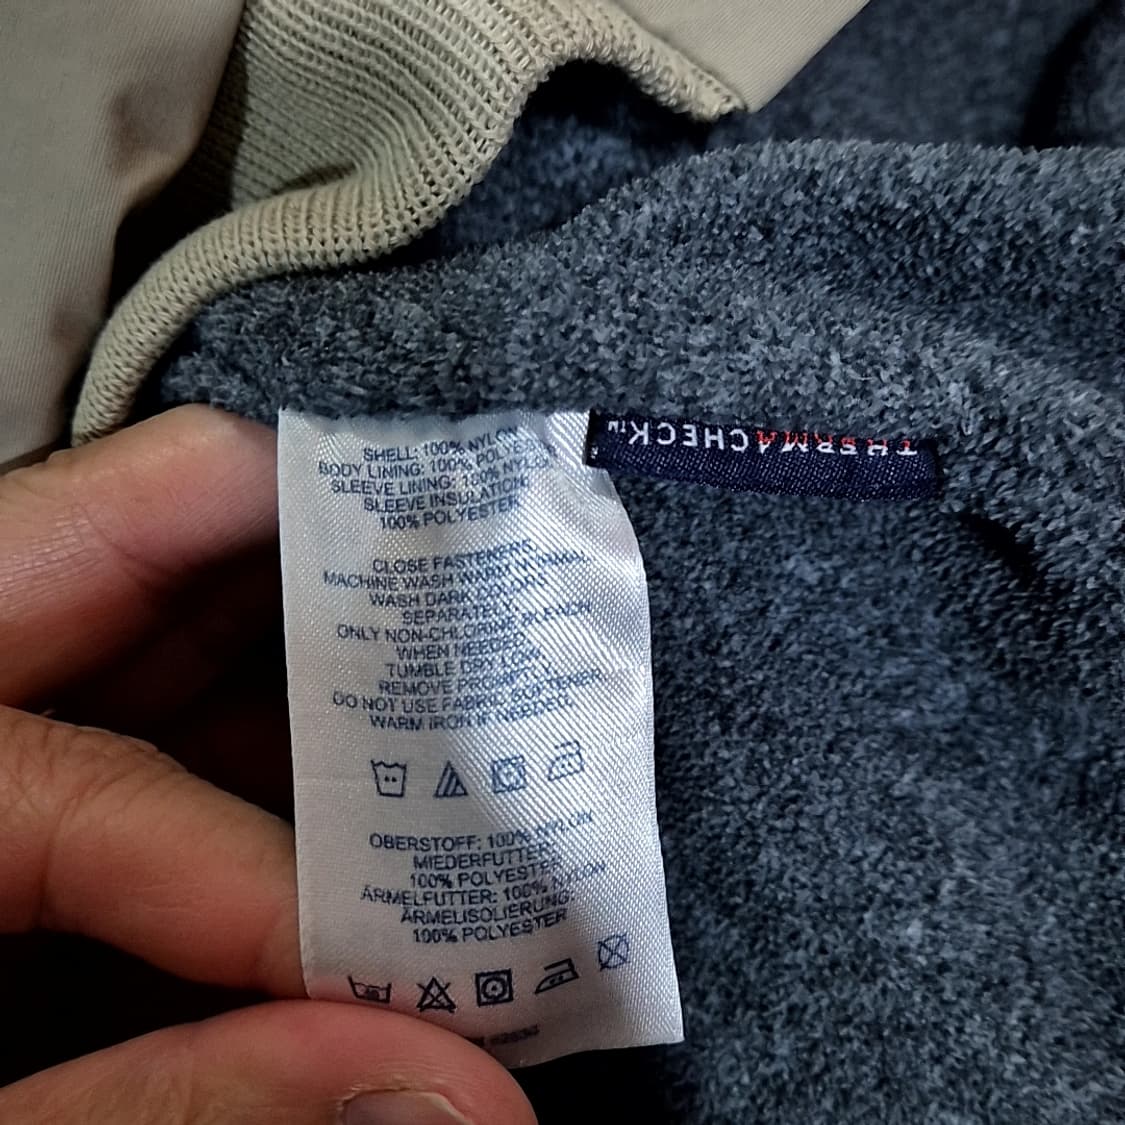 SHELL: 100% NYLON
BODY LINING: 100% POLYESTER
SLEEVE LINING: 100% NYLON
SLEEVE INSULATION:
100% POLYESTER
CLOSE FASTENERS
MACHINE WASH WARM NORMAL
WASH DARK COLORS
SEPARATELY
ONLY NON-CHLORINE BLEACH
WHEN NEEDED
TUMBLE DRY LOW
REMOVE PROMPTLY
DO NOT USE FABRIC SOFTENER
WARM IRON IF NEEDED
OBERSTOFF: 100% NYLON
MIEDERFUTTER:
100% POLYESTER
ÄRMELFUTTER: 100% NYLON
ÄRMELISOLIERUNG:
100% POLYESTER
THERMACHECK™